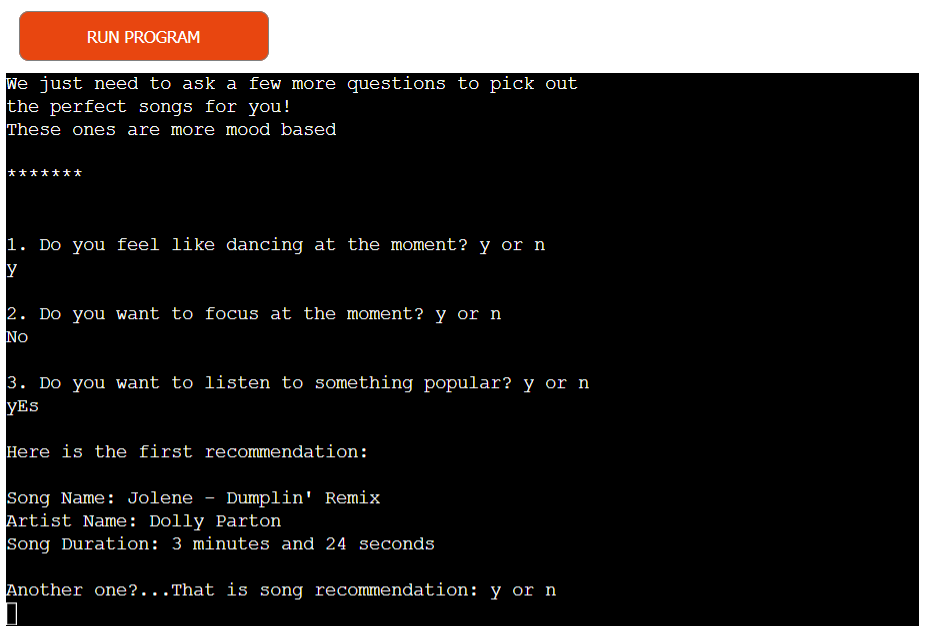 RUN PROGRAM
We just need to ask a few more questions to pick out
the perfect songs for you!
These ones are more mood based
*******
1. Do you feel like dancing at the moment? y or n
y
2. Do you want to focus at the moment? y or n
No
3. Do you want to listen to something popular? y or n
yEs
Here is the first recommendation:
Song Name: Jolene - Dumplin' Remix
Artist Name: Dolly Parton
Song Duration: 3 minutes and 24 seconds
Another one?...That is song recommendation: y or n